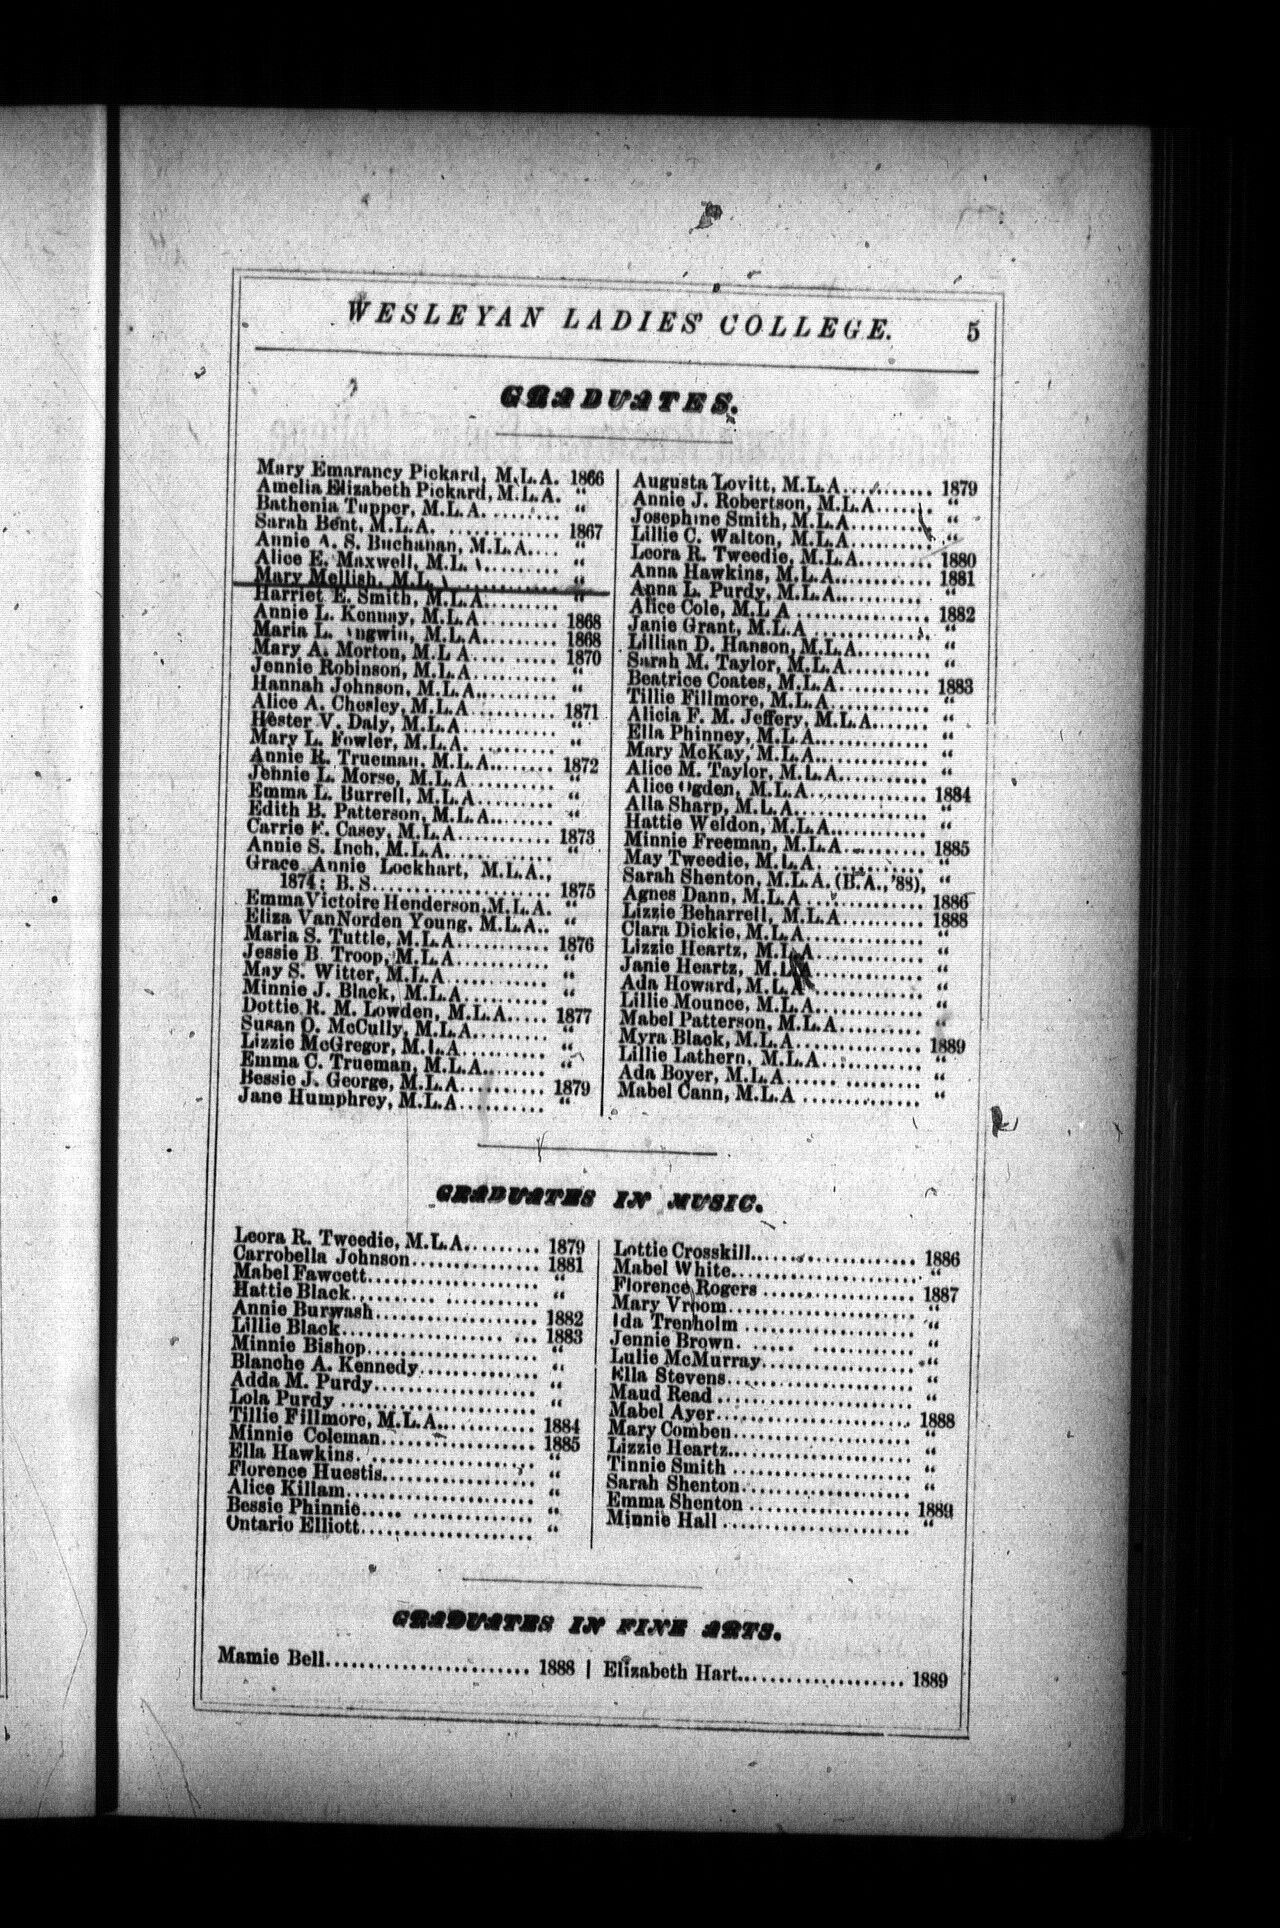 WESLEYAN LADIES' COLLEGE. 5
GRADUATES.
Mary Emarancy Pickard, M.L.A. 1866
Amelia Elizabeth Pickard, M.L.A. "
Bathenia Tupper, M.L.A......... "
Sarah Bent, M.L.A. ............ 1867
Annie A. S. Buchanan, M.L.A.... "
Alice E. Maxwell, M.L. ......... "
Mary Mellish, M.L. ............ "
Harriet E. Smith, M.L.A........ "
Annie L. Kennay, M.L.A......... 1868
Maria L. ngwin, M.L.A........ 1868
Mary A. Morton, M.L A.... ..... 1870
Jennie Robinson, M.L.A......... "
Hannah Johnson, M.L.A.......... "
Alice A. Chesley, M.L.A......... 1871
Hester V. Daly, M.L.A.......... "
Mary L. Fowler, M.L.A. ......... "
Annie R. Trueman, M.L.A........ 1872
Jennie L. Morse, M.L.A ......... "
Emma L. Burrell, M.L.A......... "
Edith B. Patterson, M.L.A....... "
Carrie E. Casey, M.L.A.......... 1873
Annie S. Inch, M.L.A. .......... "
Grace Annie Lockhart, M.L.A.,
1874; B. S..................... 1875
Emma Victoire Henderson, M.L.A. "
Eliza VanNorden Young, M.L.A.. "
Maria S. Tuttle, M.L.A.......... 1876
Jessie B. Troop, M.L.A.......... "
May S. Witter, M.L.A .......... "
Minnie J. Black, M.L.A ......... "
Dottie R. M. Lowden, M.L.A..... 1877
Susan O. McCully, M.L.A........ "
Lizzie McGregor, M.L.A ......... "
Emma C. Trueman, M.L.A....... "
Bessie J. George, M.L.A......... 1879
Jane Humphrey, M.L.A.......... "
Augusta Lovitt, M.L.A.......... 1879
Annie J. Robertson, M.L.A...... "
Josephine Smith, M.L.A......... "
Lillie C. Walton, M.L.A......... "
Leora R. Tweedie, M.L.A........ 1880
Anna Hawkins, M.L.A........... 1881
Anna L. Purdy, M.L.A.......... "
Alice Cole, M.L A .............. 1882
Janie Grant, M.L.A ............ "
Lillian D. Hanson, M.L.A........ "
Sarah M. Taylor, M.L.A......... "
Beatrice Coates, M.L.A.......... 1883
Tillie Fillmore, M.L.A........... "
Alicia F. M. Jeffery, M.L.A...... "
Ella Phinney, M.L.A............ "
Mary McKay, M.L.A............ "
Alice M. Taylor, M.L.A.......... "
Alice Ogden, M.L.A............. 1884
Alla Sharp, M.L.A.............. "
Hattie Weldon, M.L.A.......... "
Minnie Freeman, M.L.A ........ 1885
May Tweedie, M.L.A. .......... "
Sarah Shenton, M.L.A. (B.A., '88), "
Agnes Dann, M.L.A ............ 1886
Lizzie Beharrell, M.L.A......... 1888
Clara Dickie, M.L.A............. "
Lizzie Heartz, M.L.A............ "
Janie Heartz, M.L.A............ "
Ada Howard, M.L.A............ "
Lillie Mounce, M.L.A........... "
Mabel Patterson, M.L.A........ "
Myra Black, M.L.A............. 1889
Lillie Lathern, M.L.A........... "
Ada Boyer, M.L.A..... ......... "
Mabel Cann, M.L.A ............ "
GRADUATES IN MUSIC.
Leora R. Tweedie, M.L.A......... 1879
Carrobella Johnson.............. 1881
Mabel Fawcett................... "
Hattie Black.......... .......... "
Annie Burwash.................. 1882
Lillie Black.................. ... 1883
Minnie Bishop................... "
Blanche A. Kennedy............. "
Adda M. Purdy.................. "
Lola Purdy ..................... "
Tillie Fillmore, M.L.A........... 1884
Minnie Coleman................. 1885
Ella Hawkins. .................. "
Florence Huestis................. "
Alice Killam..................... "
Bessie Phinnie..... ............. "
Ontario Elliott................... "
Lottie Crosskill................... 1886
Mabel White.................... "
Florence Rogers ................ 1887
Mary Vroom.................... "
Ida Trenholm ................... "
Jennie Brown. ..... ............ "
Lulie McMurray................. "
Ella Stevens..................... "
Maud Read ..................... "
Mabel Ayer...................... 1888
Mary Comben................... "
Lizzie Heartz.................... "
Tinnie Smith ................... "
Sarah Shenton................... "
Emma Shenton .................. 1889
Minnie Hall ..................... "
GRADUATES IN FINE ARTS.
Mamie Bell....................... 1888 | Elizabeth Hart................... 1889